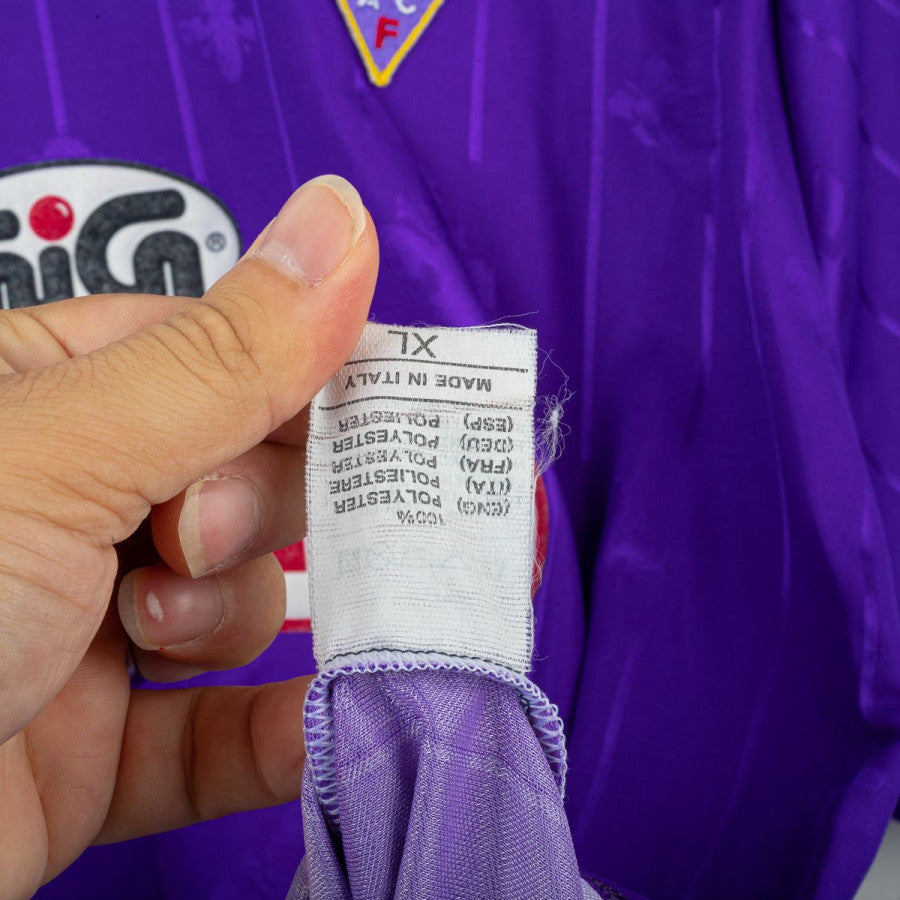 A C
F
®
XL
MADE IN ITALY
(ESP) POLIESTER
(DEU) POLYESTER
(FRA) POLYESTER
(ITA) POLIESTERE
(ENG) POLYESTER
100%